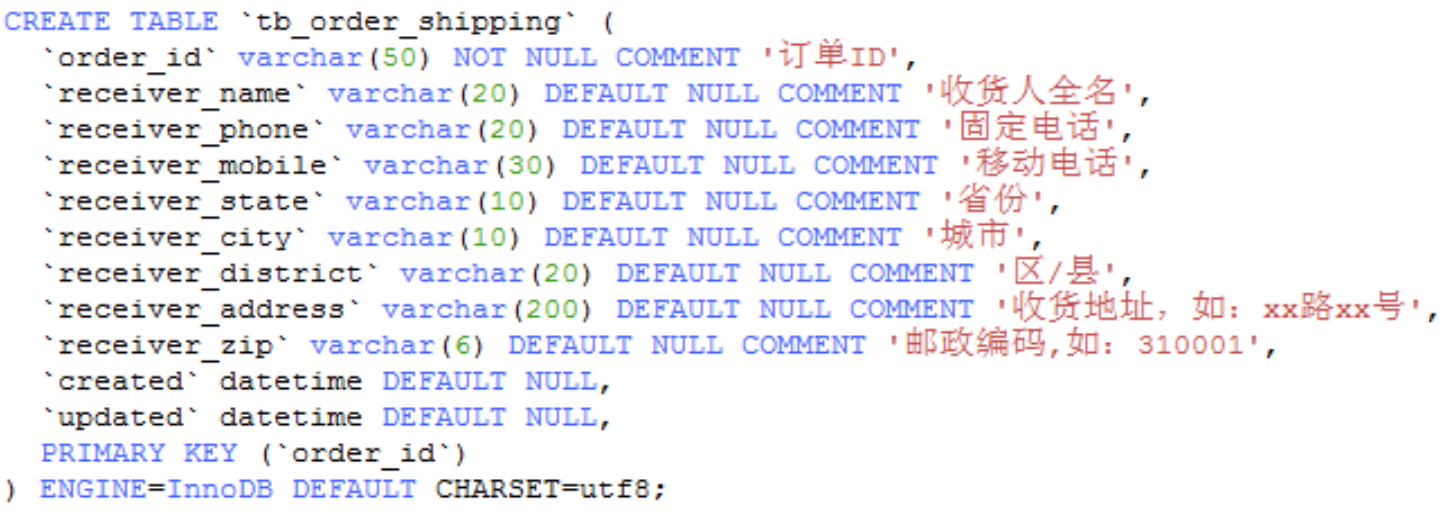 CREATE TABLE `tb_order_shipping` (
  `order_id` varchar(50) NOT NULL COMMENT '订单ID',
  `receiver_name` varchar(20) DEFAULT NULL COMMENT '收货人全名',
  `receiver_phone` varchar(20) DEFAULT NULL COMMENT '固定电话',
  `receiver_mobile` varchar(30) DEFAULT NULL COMMENT '移动电话',
  `receiver_state` varchar(10) DEFAULT NULL COMMENT '省份',
  `receiver_city` varchar(10) DEFAULT NULL COMMENT '城市',
  `receiver_district` varchar(20) DEFAULT NULL COMMENT '区/县',
  `receiver_address` varchar(200) DEFAULT NULL COMMENT '收货地址，如：xx路xx号',
  `receiver_zip` varchar(6) DEFAULT NULL COMMENT '邮政编码,如：310001',
  `created` datetime DEFAULT NULL,
  `updated` datetime DEFAULT NULL,
  PRIMARY KEY (`order_id`)
) ENGINE=InnoDB DEFAULT CHARSET=utf8;